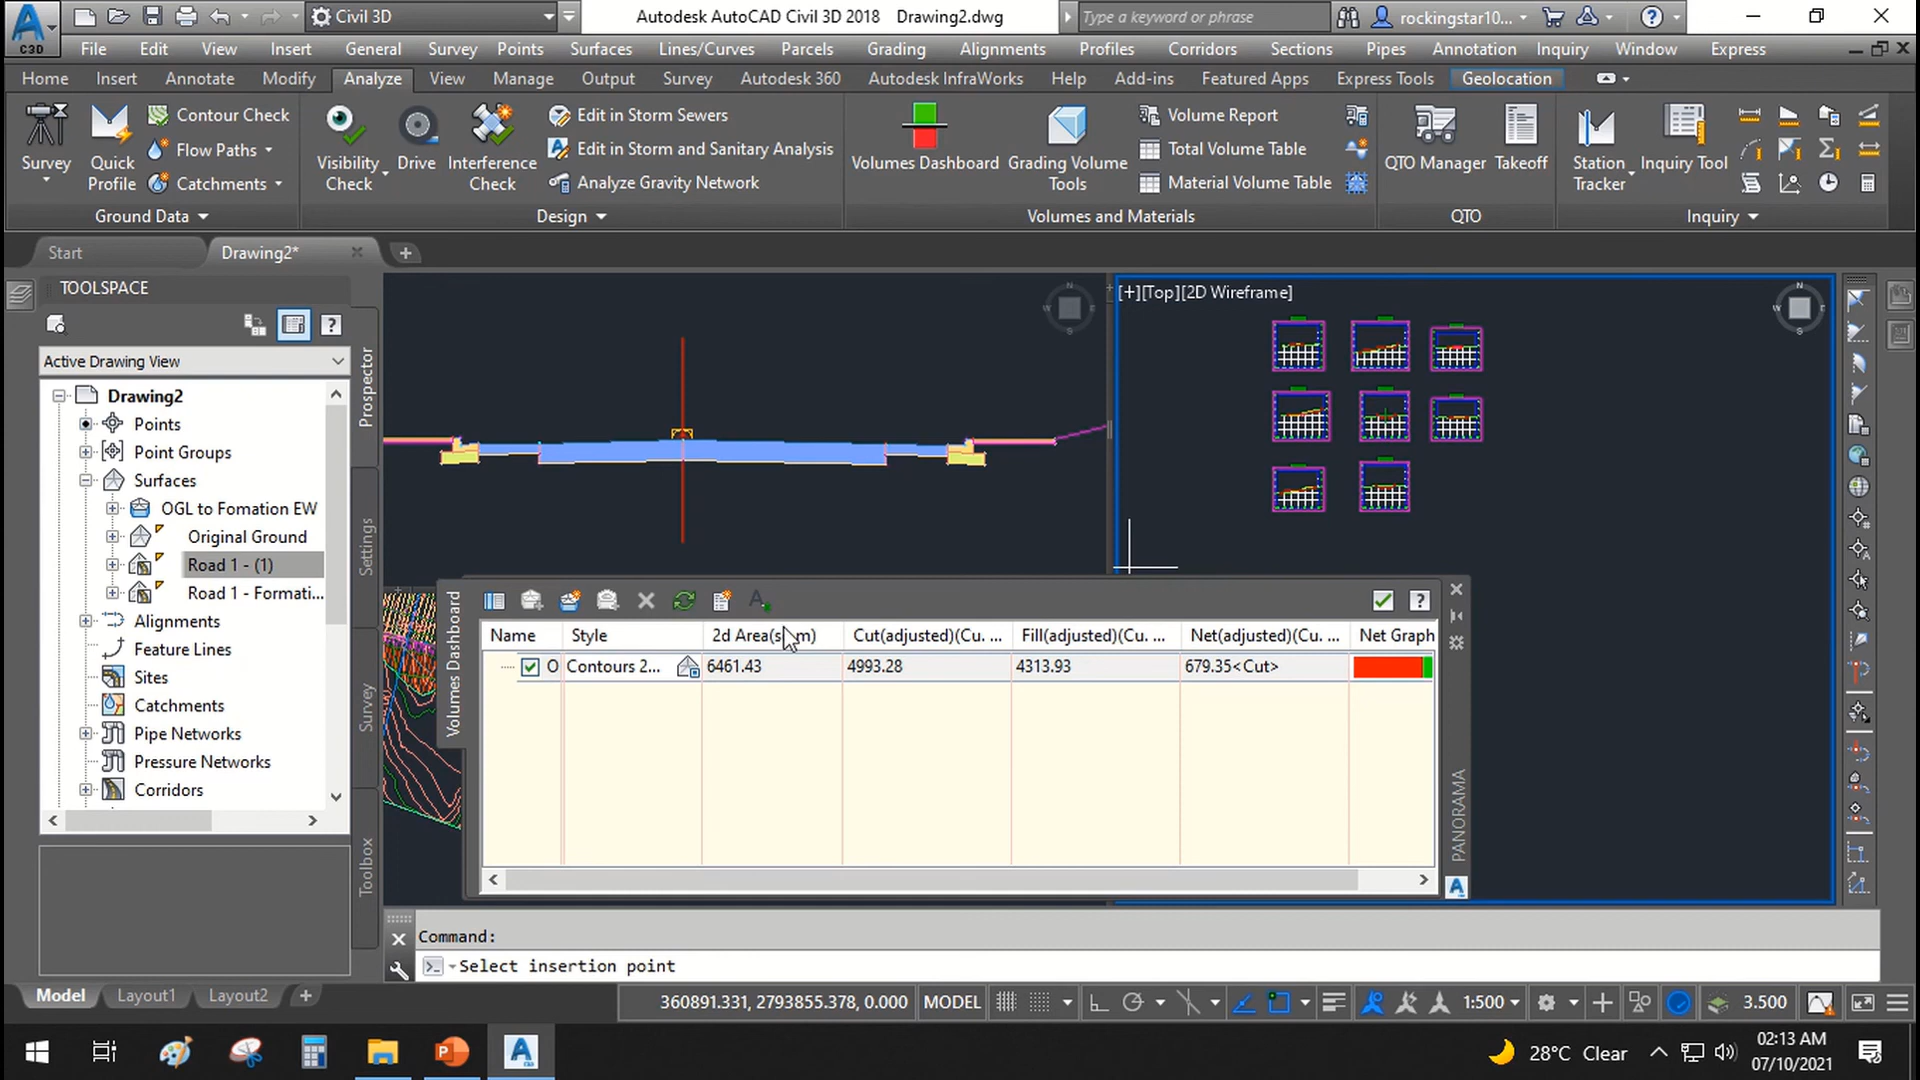 C3D
Civil 3D
Autodesk AutoCAD Civil 3D 2018 Drawing2.dwg
Type a keyword or phrase
rockingstar10...
File Edit View Insert General Survey Points Surfaces Lines/Curves Parcels Grading Alignments Profiles Corridors Sections Pipes Annotation Inquiry Window Express
Home Insert Annotate Modify Analyze View Manage Output Survey Autodesk 360 Autodesk InfraWorks Help Add-ins Featured Apps Express Tools Geolocation
Survey
Quick Profile
Contour Check
Flow Paths
Catchments
Ground Data
Visibility Check
Drive
Interference Check
Edit in Storm Sewers
Edit in Storm and Sanitary Analysis
Analyze Gravity Network
Design
Volumes Dashboard
Grading Volume Tools
Volume Report
Total Volume Table
Material Volume Table
Volumes and Materials
QTO Manager
Takeoff
QTO
Station Tracker
Inquiry Tool
Inquiry
Start
Drawing2*
TOOLSPACE
Active Drawing View
Drawing2
Points
Point Groups
Surfaces
OGL to Fomation EW
Original Ground
Road 1 - (1)
Road 1 - Formati...
Alignments
Feature Lines
Sites
Catchments
Pipe Networks
Pressure Networks
Corridors
Prospector
Settings
Survey
Toolbox
[+][Top][2D Wireframe]
N
W
S
N
W
S
Volumes Dashboard
Name Style 2d Area(s m) Cut(adjusted)(Cu. ... Fill(adjusted)(Cu. ... Net(adjusted)(Cu. ... Net Graph
O Contours 2... 6461.43 4993.28 4313.93 679.35<Cut>
PANORAMA
Command:
Select insertion point
Model Layout1 Layout2
360891.331, 2793855.378, 0.000 MODEL 1:500 3.500
28°C Clear
02:13 AM
07/10/2021